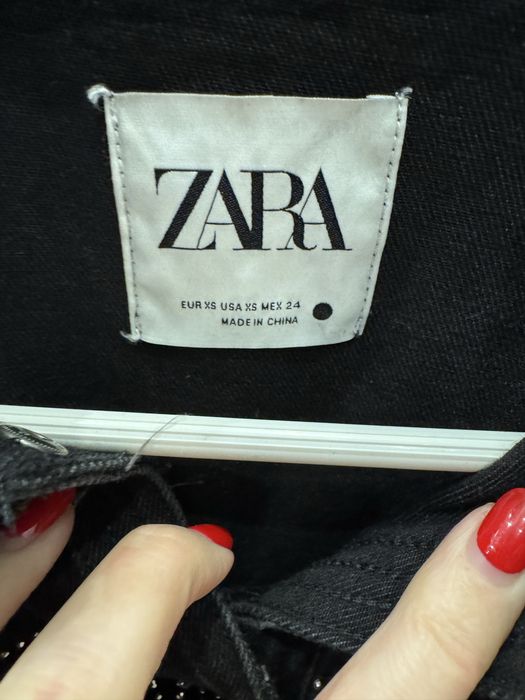 ZARA
EUR XS USA XS MEX 24
MADE IN CHINA